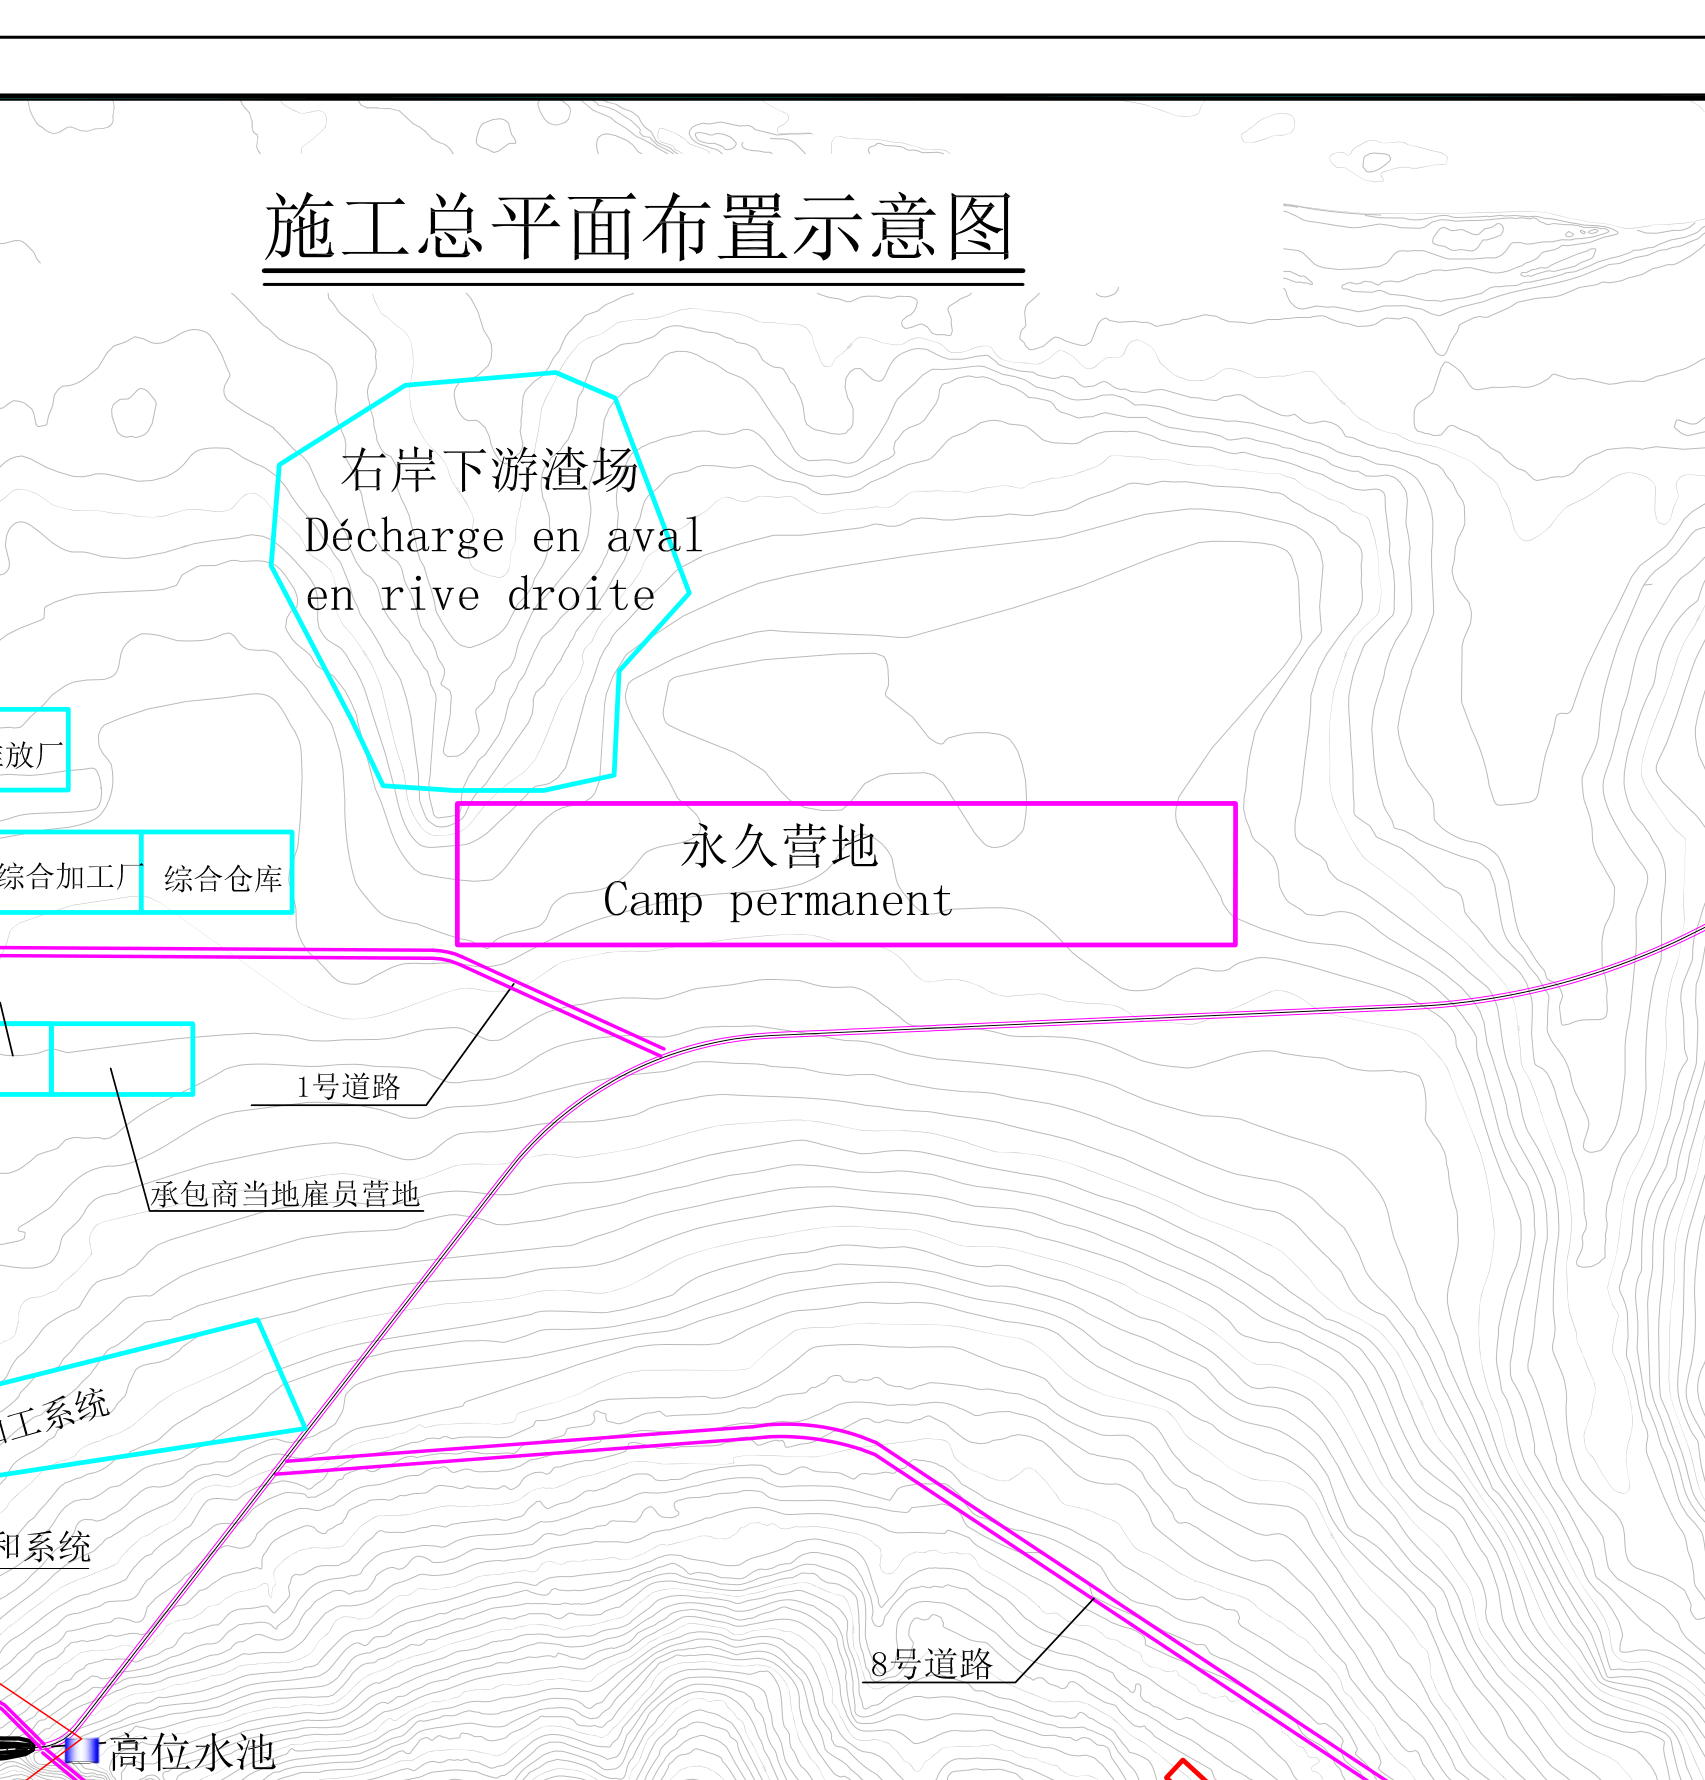 施工总平面布置示意图
右岸下游渣场
Décharge en aval
en rive droite
放厂
永久营地
Camp permanent
综合加工厂
综合仓库
1号道路
承包商当地雇员营地
工系统
和系统
8号道路
高位水池